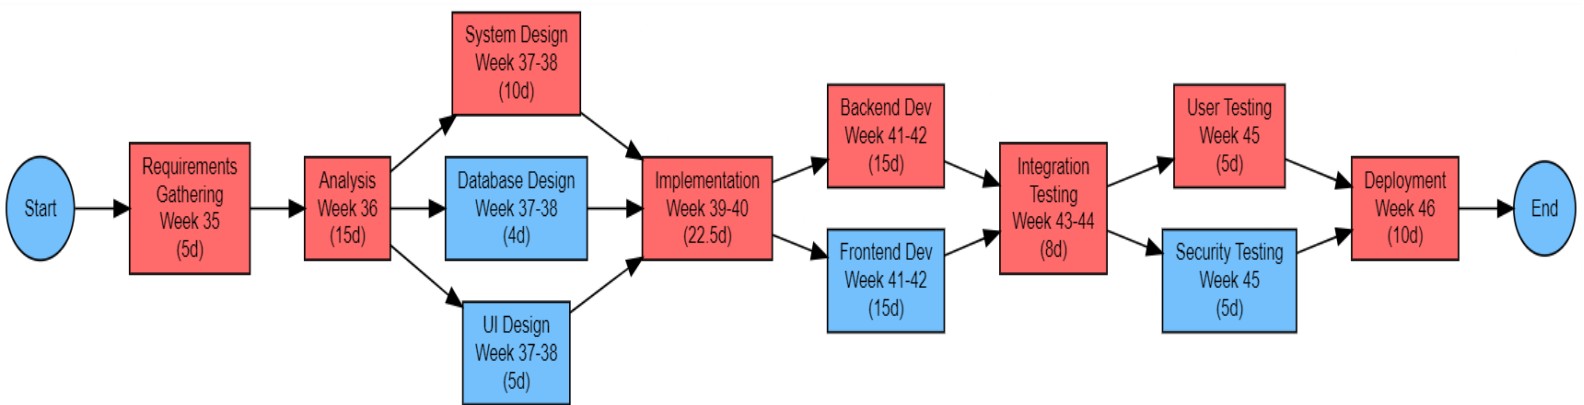 Start
Requirements
Gathering
Week 35
(5d)
Analysis
Week 36
(15d)
System Design
Week 37-38
(10d)
Database Design
Week 37-38
(4d)
UI Design
Week 37-38
(5d)
Implementation
Week 39-40
(22.5d)
Backend Dev
Week 41-42
(15d)
Frontend Dev
Week 41-42
(15d)
Integration
Testing
Week 43-44
(8d)
User Testing
Week 45
(5d)
Security Testing
Week 45
(5d)
Deployment
Week 46
(10d)
End